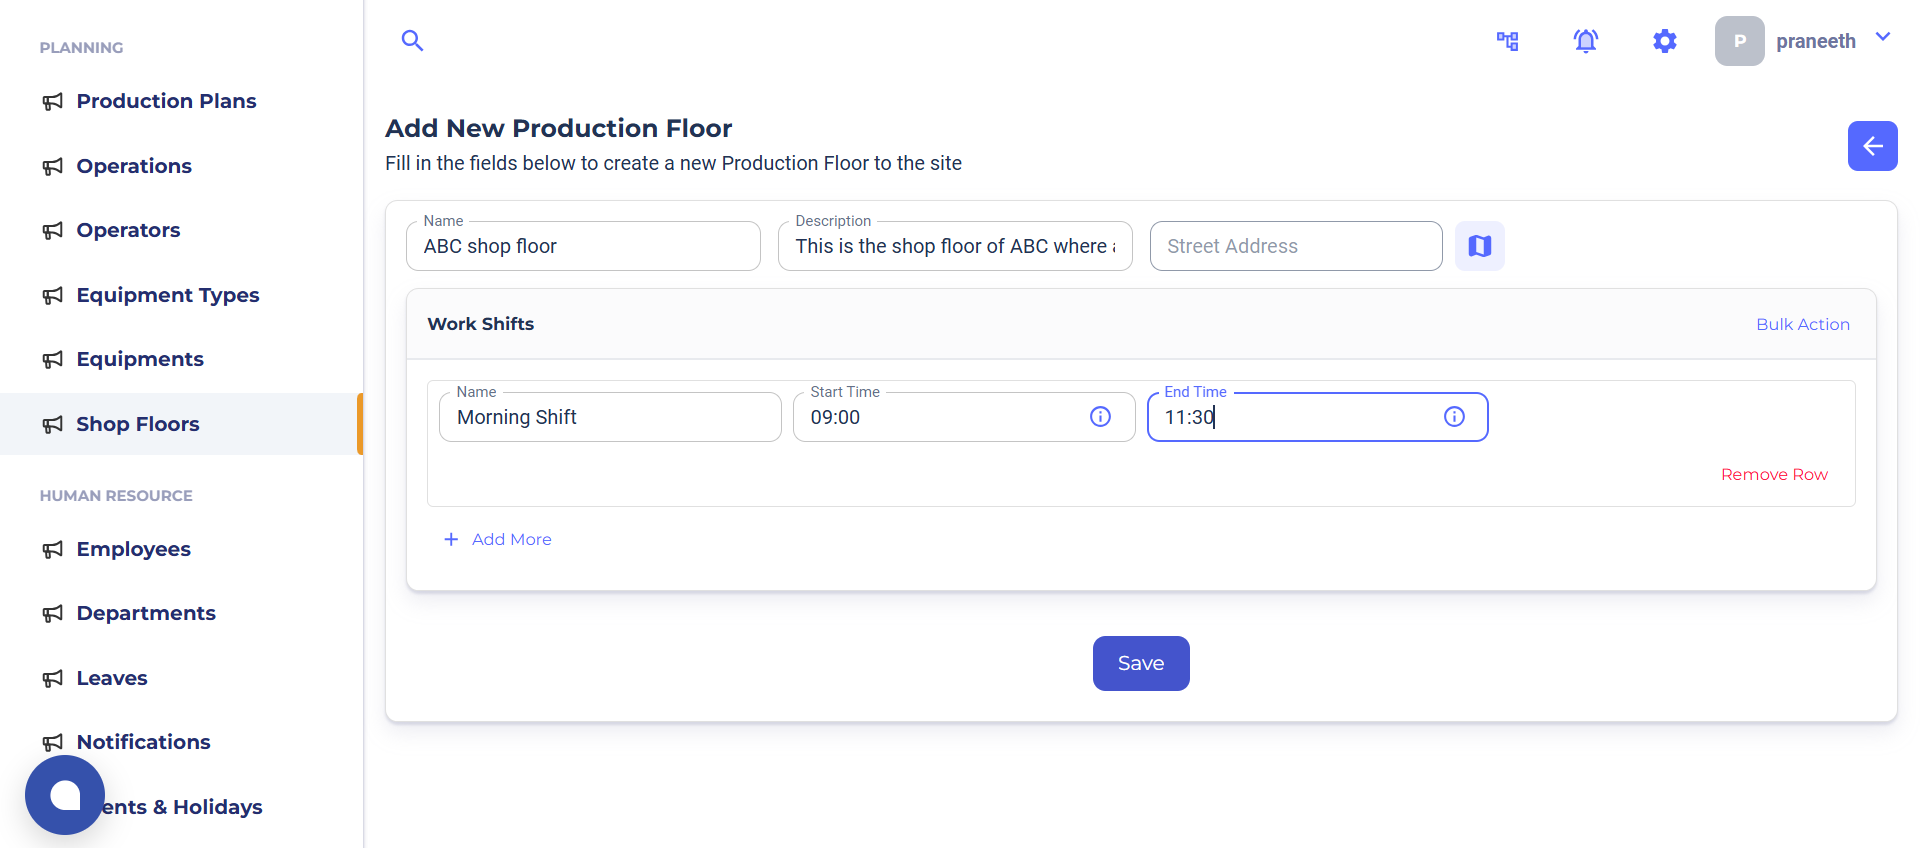 PLANNING
Production Plans
Operations
Operators
Equipment Types
Equipments
Shop Floors
HUMAN RESOURCE
Employees
Departments
Leaves
Notifications
ents & Holidays
P praneeth
Add New Production Floor
Fill in the fields below to create a new Production Floor to the site
Name
ABC shop floor
Description
This is the shop floor of ABC where
Street Address
Work Shifts
Bulk Action
Name
Morning Shift
Start Time
09:00
End Time
11:30
Remove Row
+ Add More
Save